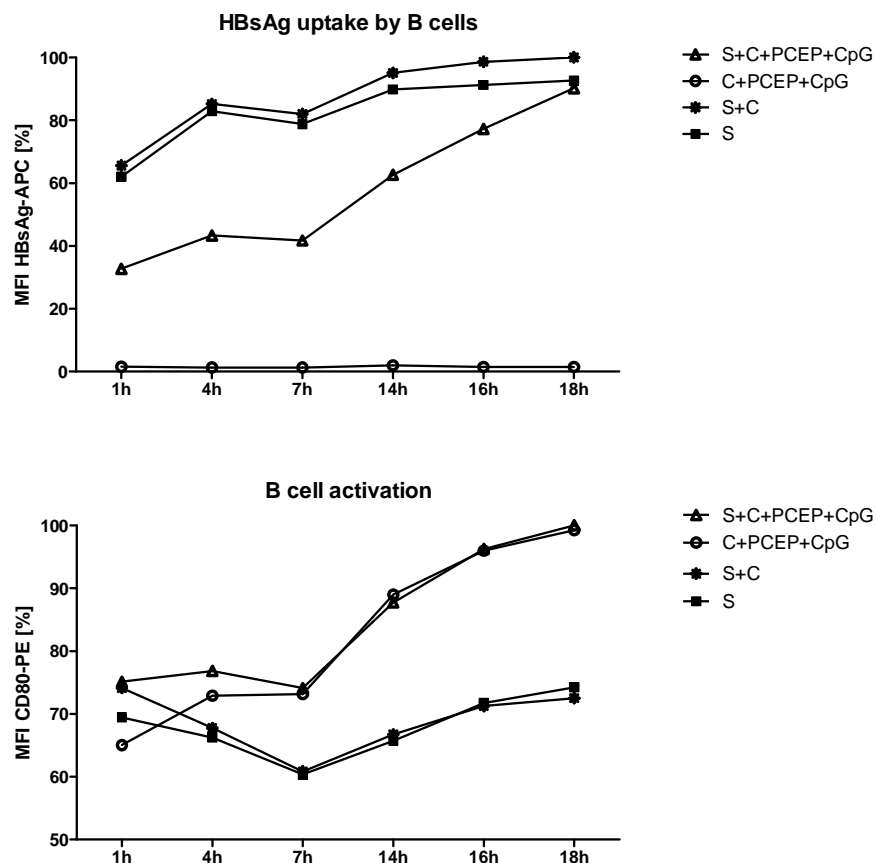 HBsAg uptake by B cells
MFI HBsAg-APC [%]
100
80
60
40
20
0
1h 4h 7h 14h 16h 18h
S+C+PCEP+CpG
C+PCEP+CpG
S+C
S
B cell activation
MFI CD80-PE [%]
100
90
80
70
60
50
1h 4h 7h 14h 16h 18h
S+C+PCEP+CpG
C+PCEP+CpG
S+C
S